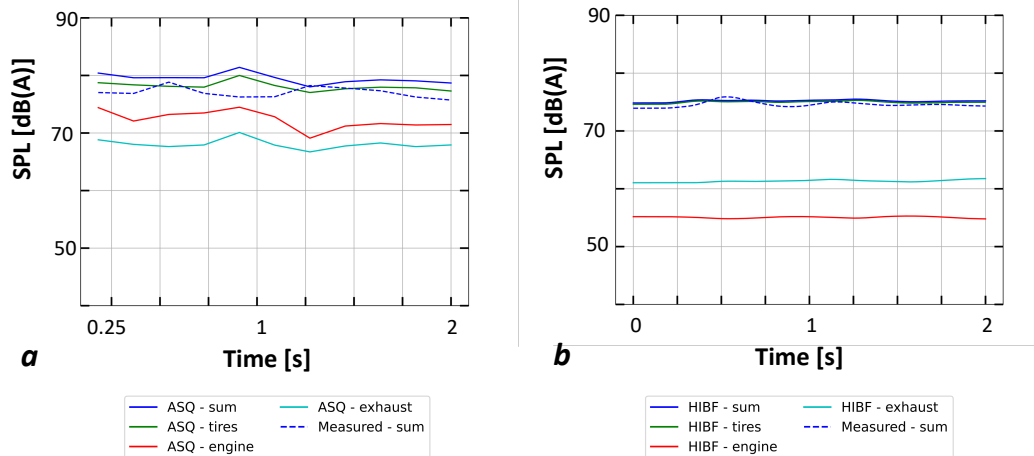 90
70
50
SPL [dB(A)]
0.25 1 2
a
Time [s]
ASQ - sum
ASQ - tires
ASQ - engine
ASQ - exhaust
Measured - sum
90
70
50
SPL [dB(A)]
0 1 2
b
Time [s]
HIBF - sum
HIBF - tires
HIBF - engine
HIBF - exhaust
Measured - sum